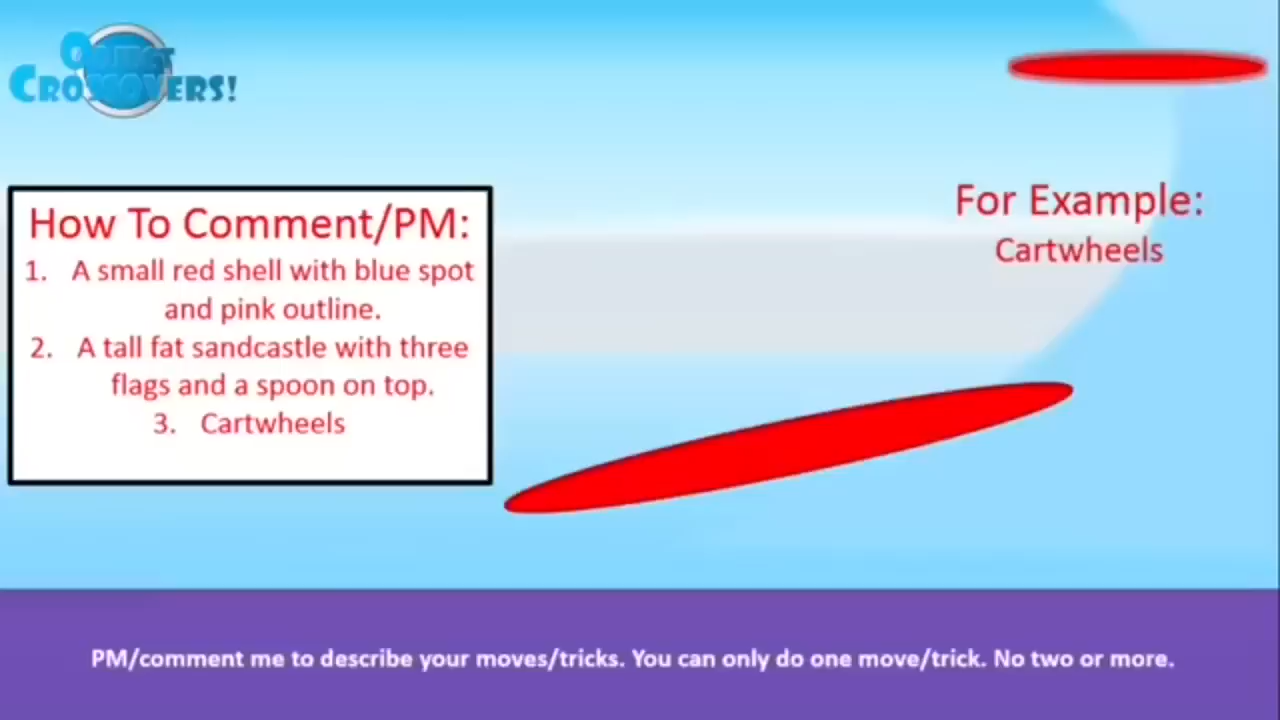 Object
Crossovers!
How To Comment/PM:
1. A small red shell with blue spot
and pink outline.
2. A tall fat sandcastle with three
flags and a spoon on top.
3. Cartwheels
For Example:
Cartwheels
PM/comment me to describe your moves/tricks. You can only do one move/trick. No two or more.